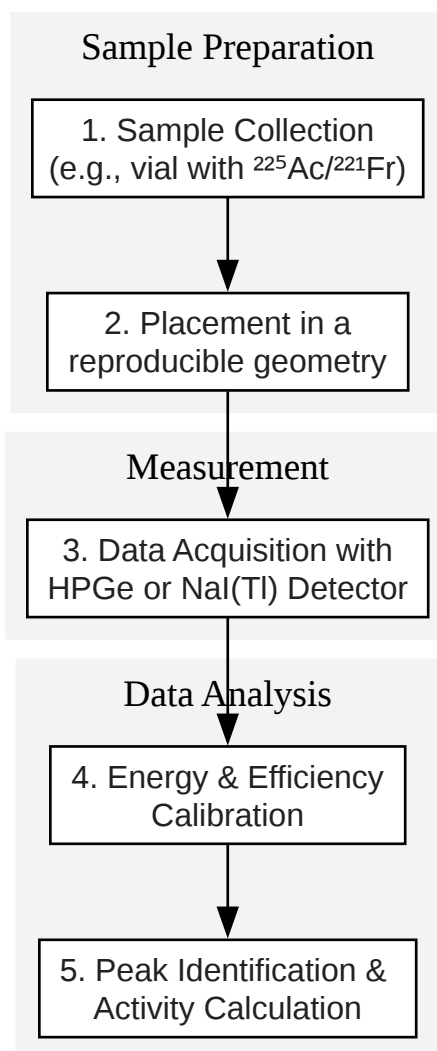 Sample Preparation
1. Sample Collection
(e.g., vial with ²²⁵Ac/²²¹Fr)
2. Placement in a
reproducible geometry
Measurement
3. Data Acquisition with
HPGe or NaI(Tl) Detector
Data Analysis
4. Energy & Efficiency
Calibration
5. Peak Identification &
Activity Calculation